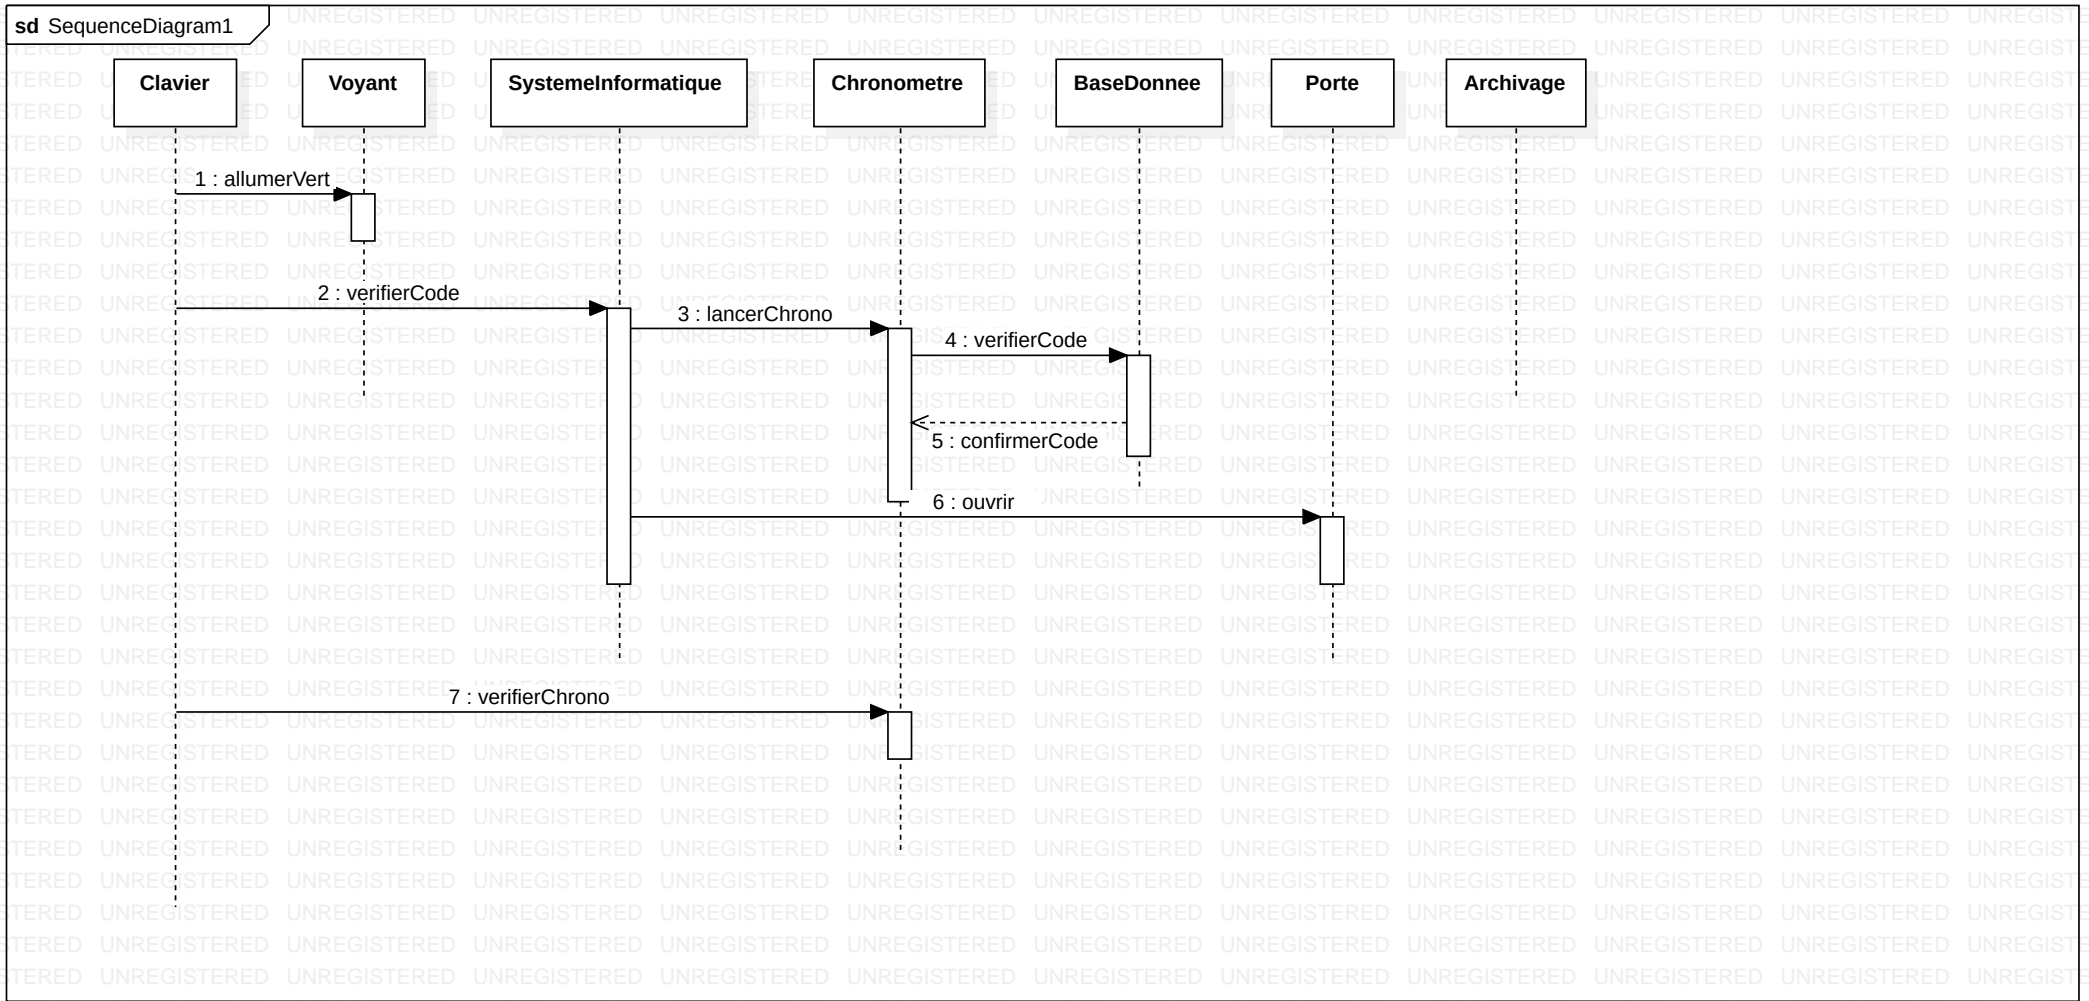 sd SequenceDiagram1
Clavier
Voyant
SystemeInformatique
Chronometre
BaseDonnee
Porte
Archivage
1 : allumerVert
2 : verifierCode
3 : lancerChrono
4 : verifierCode
5 : confirmerCode
6 : ouvrir
7 : verifierChrono
UNREGISTERED